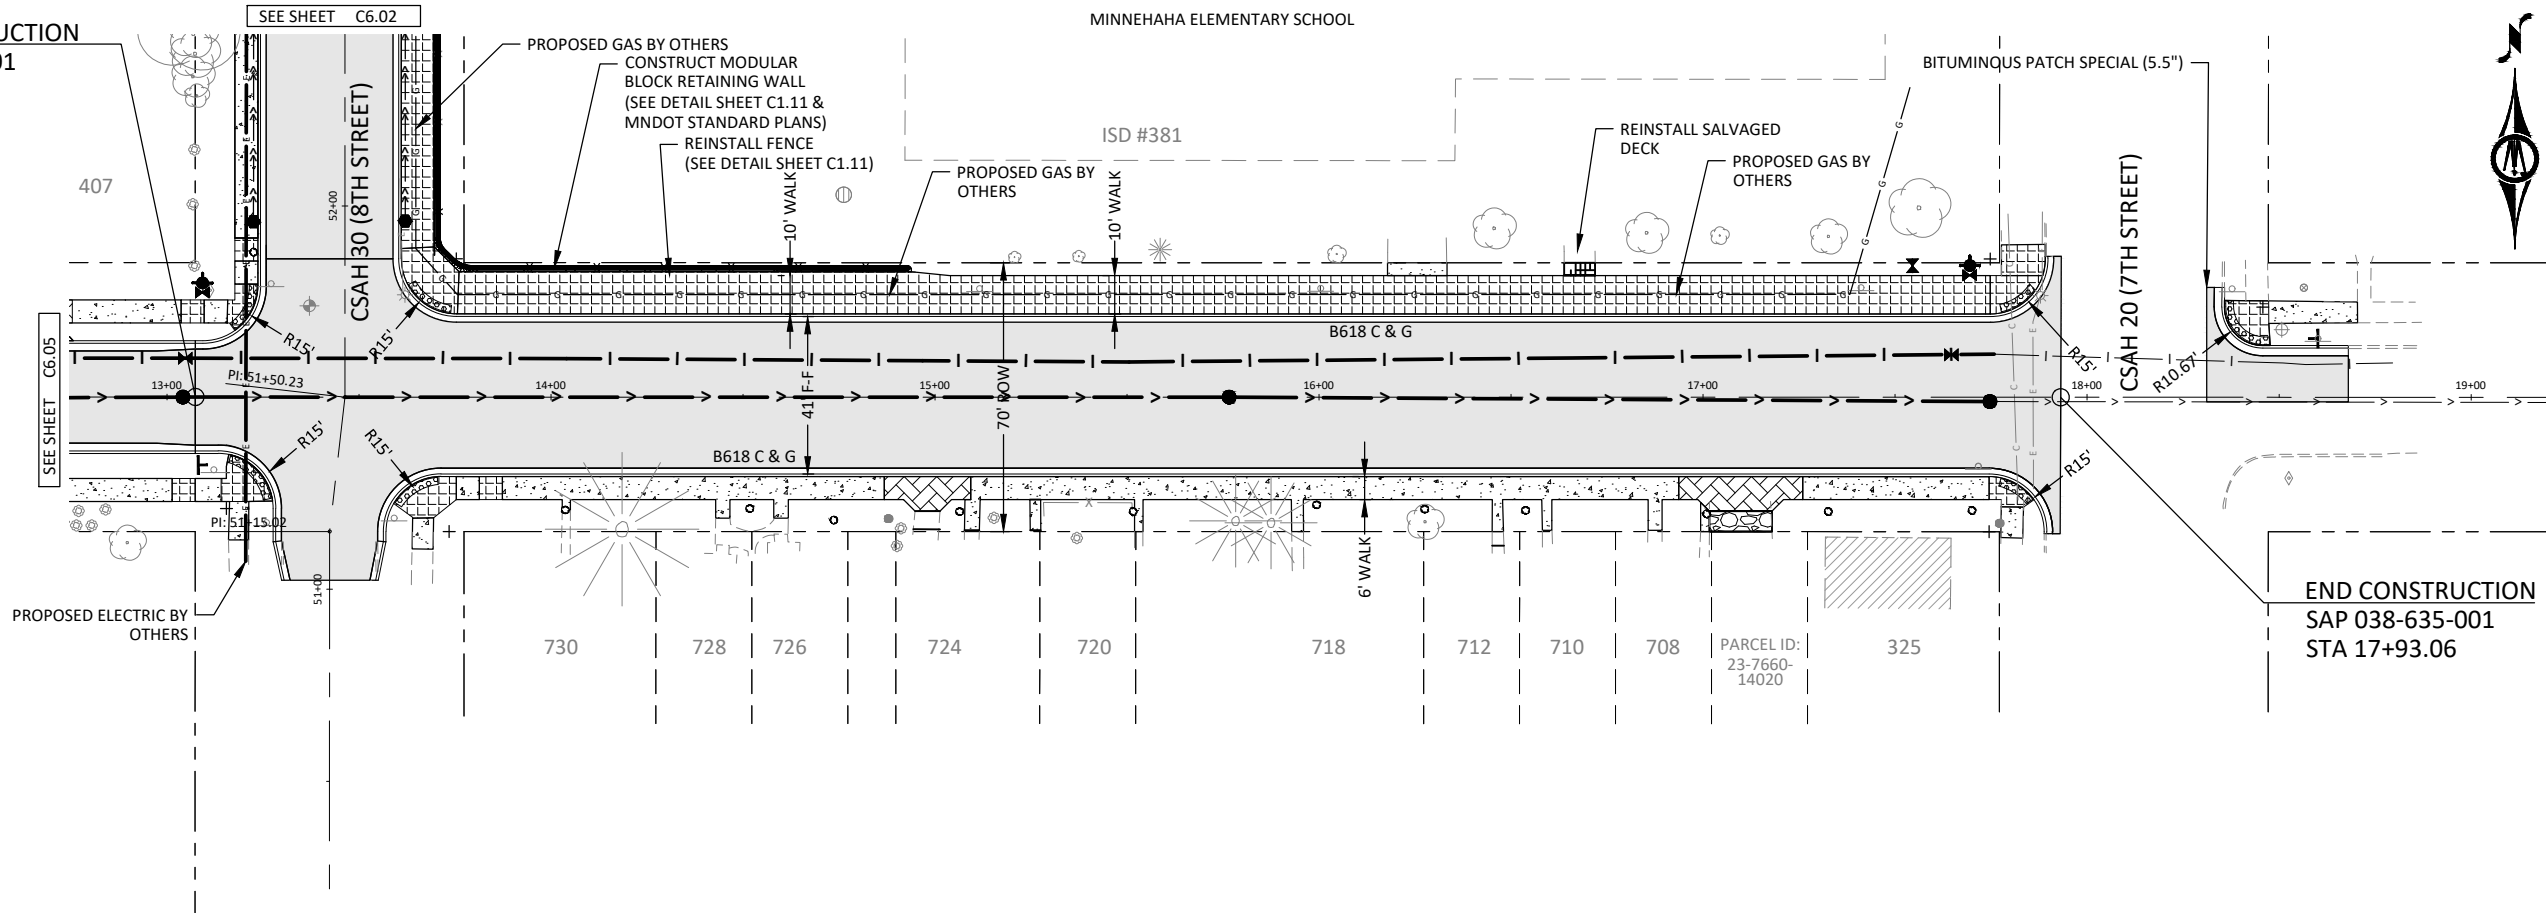 SEE SHEET C6.02
MINNEHAHA ELEMENTARY SCHOOL
UCTION
01
PROPOSED GAS BY OTHERS
CONSTRUCT MODULAR
BLOCK RETAINING WALL
(SEE DETAIL SHEET C1.11 &
MNDOT STANDARD PLANS)
REINSTALL FENCE
(SEE DETAIL SHEET C1.11)
BITUMINOUS PATCH SPECIAL (5.5")
N
ISD #381
REINSTALL SALVAGED
DECK
PROPOSED GAS BY
OTHERS
PROPOSED GAS BY
OTHERS
407
CSAH 30 (8TH STREET)
52+00
10' WALK
10' WALK
CSAH 20 (7TH STREET)
SEE SHEET C6.05
R15'
R15'
B618 C & G
R15'
R10.67'
13+00
PI: 51+50.23
14+00
15+00
16+00
17+00
18+00
19+00
41' F-F
70' ROW
R15'
R15'
B618 C & G
R15'
PI: 51+15.02
51+00
6' WALK
PROPOSED ELECTRIC BY
OTHERS
END CONSTRUCTION
SAP 038-635-001
STA 17+93.06
730
728
726
724
720
718
712
710
708
PARCEL ID:
23-7660-
14020
325